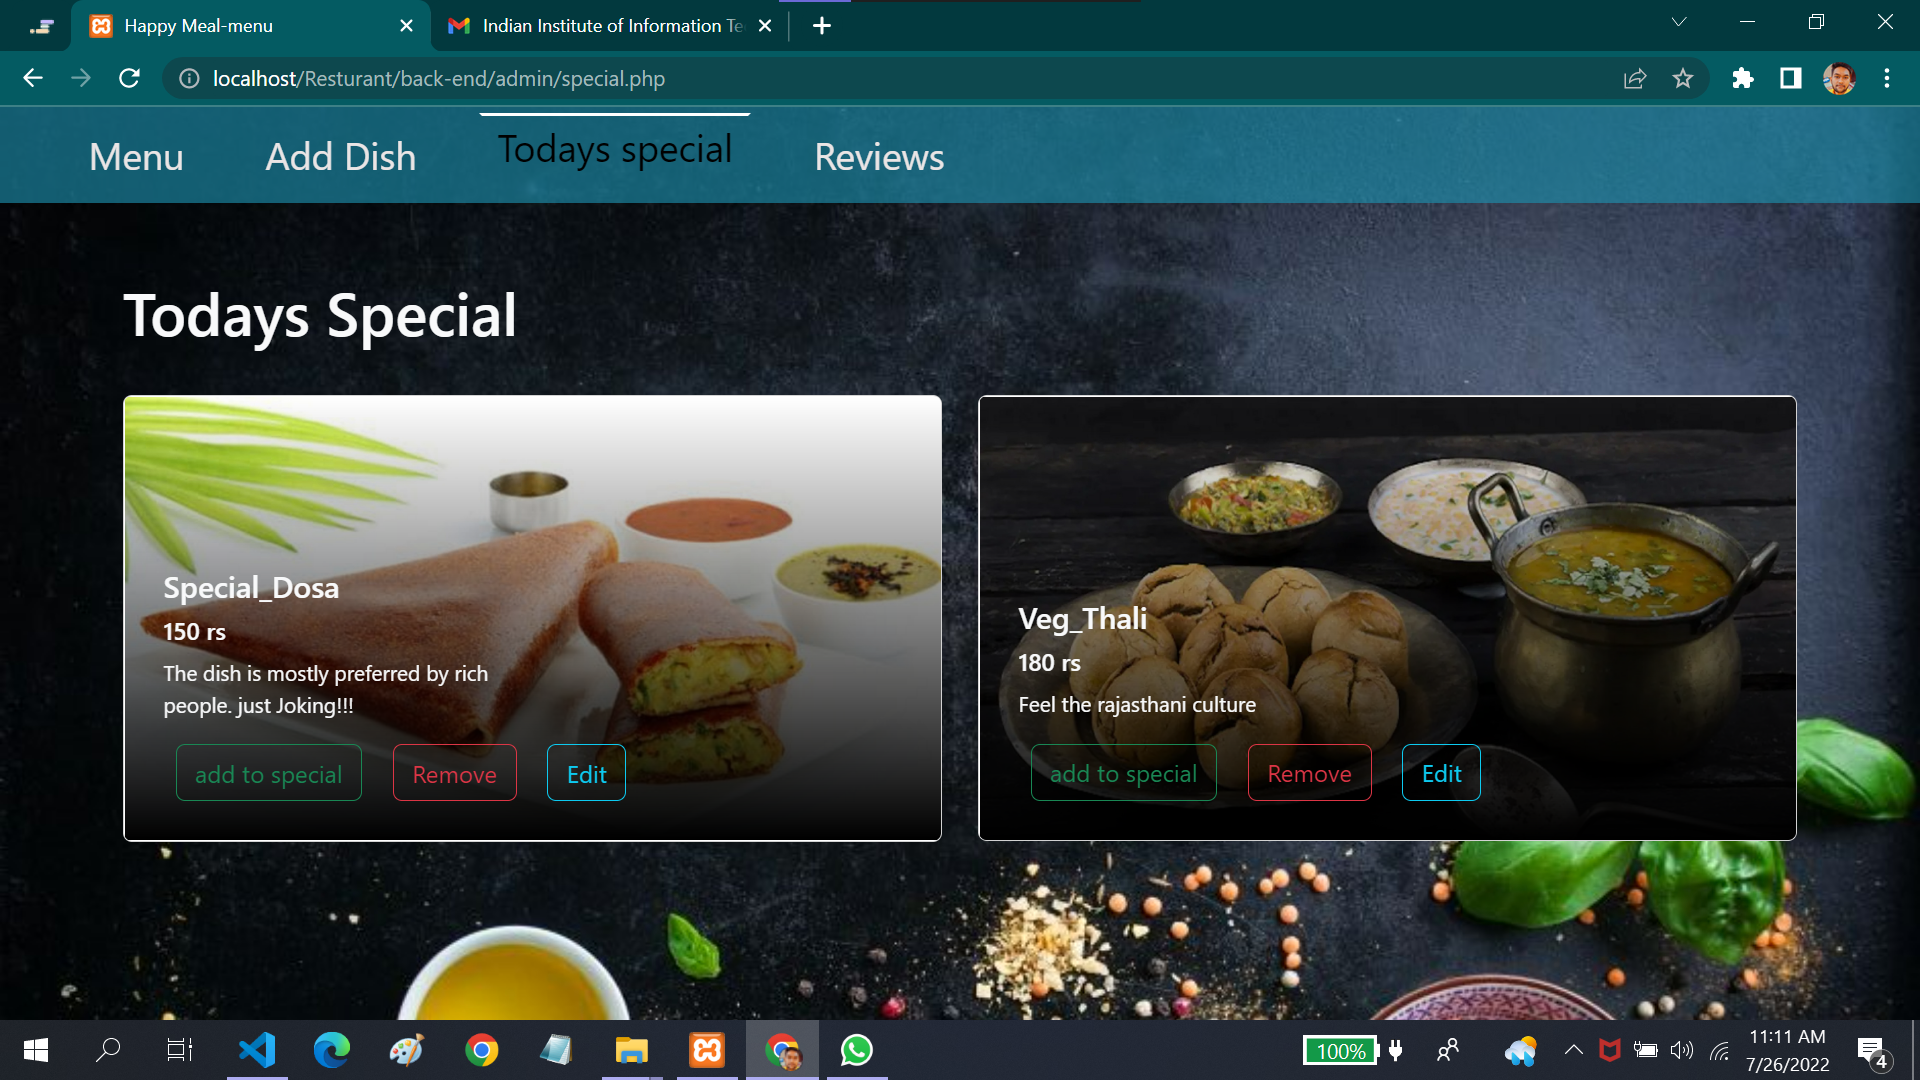 Happy Meal-menu
Indian Institute of Information Te
localhost/Resturant/back-end/admin/special.php
Menu
Add Dish
Todays special
Reviews
Todays Special
Special_Dosa
150 rs
The dish is mostly preferred by rich
people. just Joking!!!
add to special
Remove
Edit
Veg_Thali
180 rs
Feel the rajasthani culture
add to special
Remove
Edit
100%
11:11 AM
7/26/2022
4